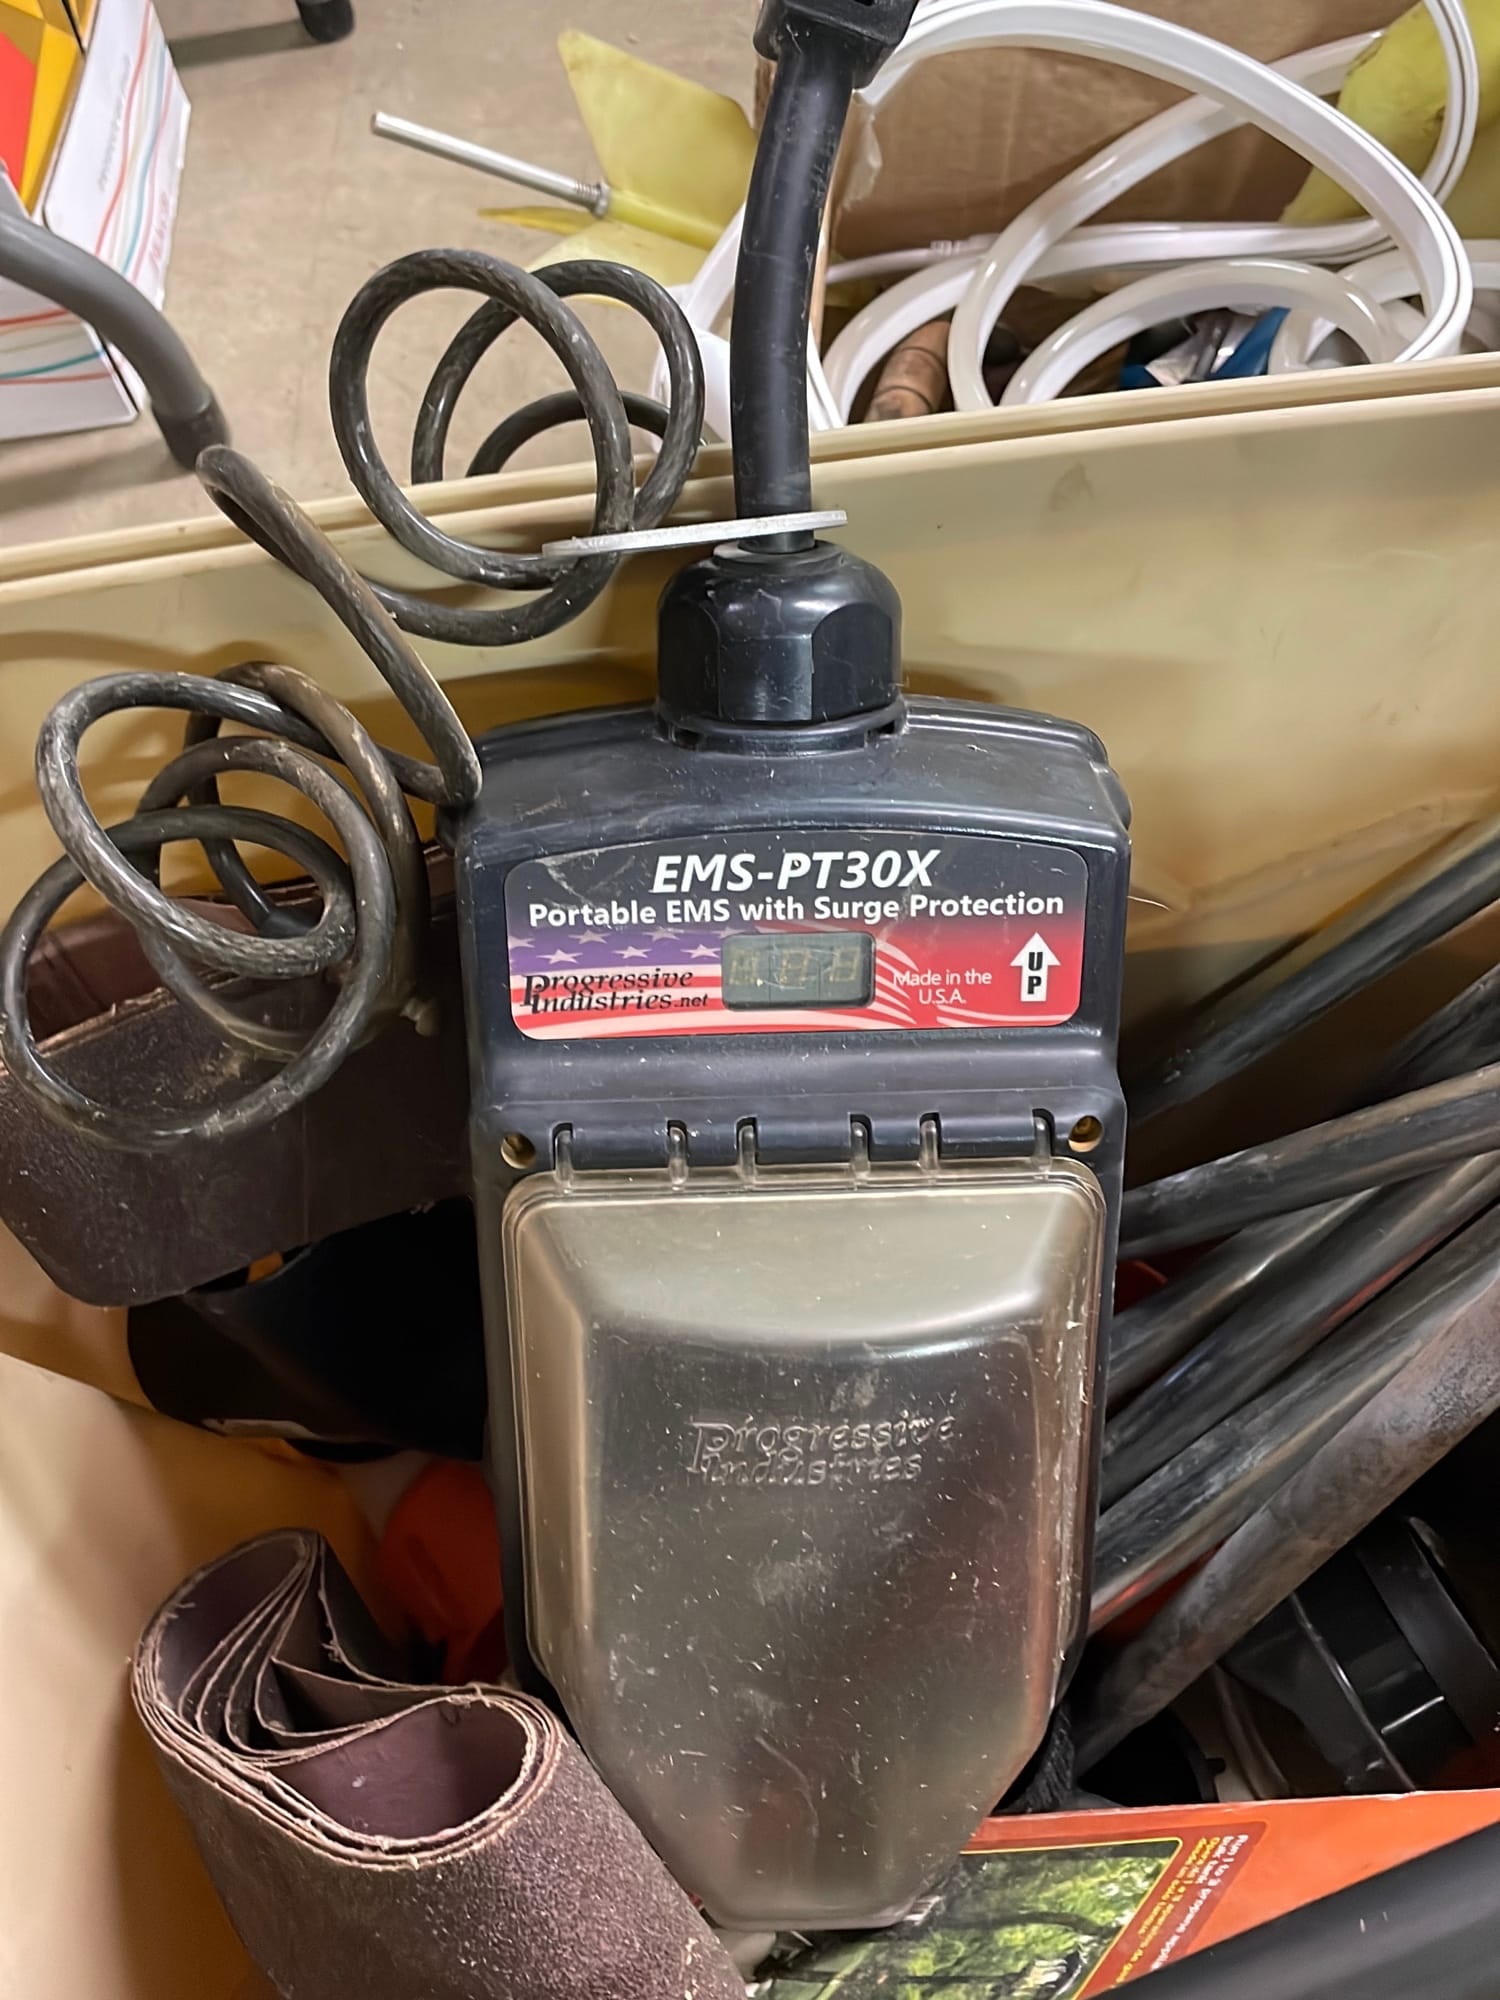 EMS-PT30X
Portable EMS with Surge Protection
Progressive
Industries.net
Made in the
U.S.A.
UP
Progressive
Industries